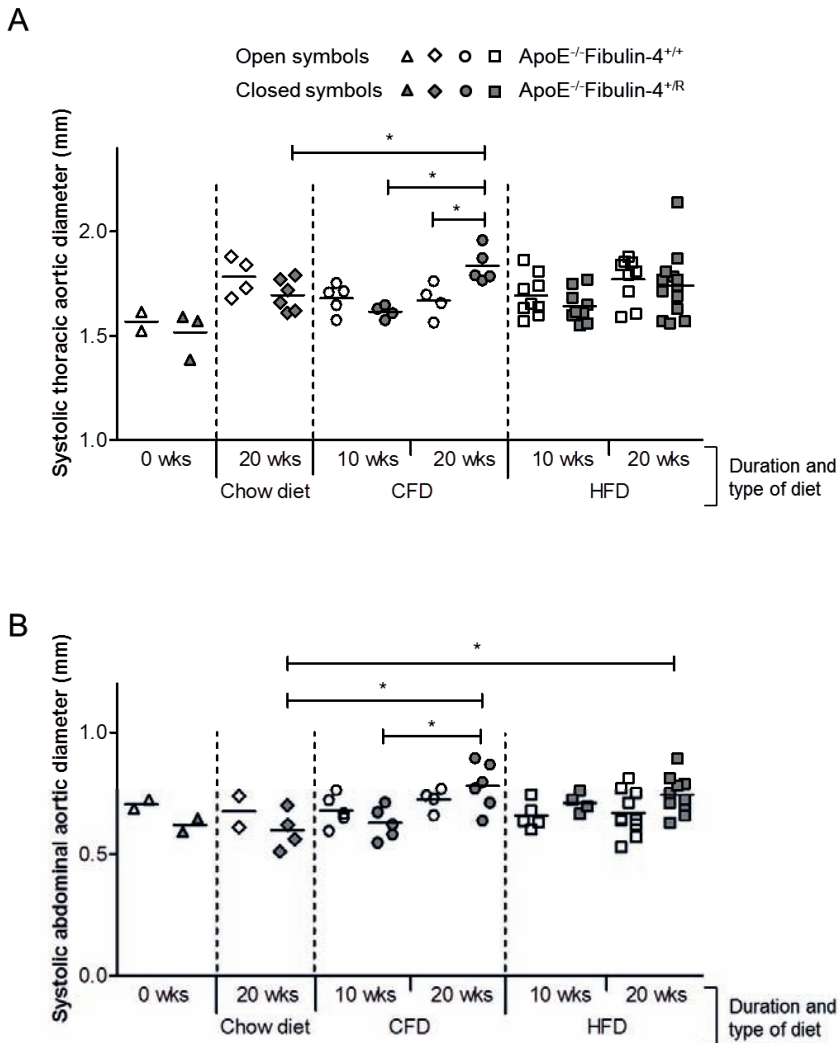 A
Open symbols ApoE-/-Fibulin-4+/+
Closed symbols ApoE-/-Fibulin-4+/R
Systolic thoracic aortic diameter (mm)
*
*
*
2.0
1.5
1.0
0 wks 20 wks 10 wks 20 wks 10 wks 20 wks
Chow diet CFD HFD
Duration and
type of diet
B
Systolic abdominal aortic diameter (mm)
*
*
*
1.0
0.5
0.0
0 wks 20 wks 10 wks 20 wks 10 wks 20 wks
Chow diet CFD HFD
Duration and
type of diet